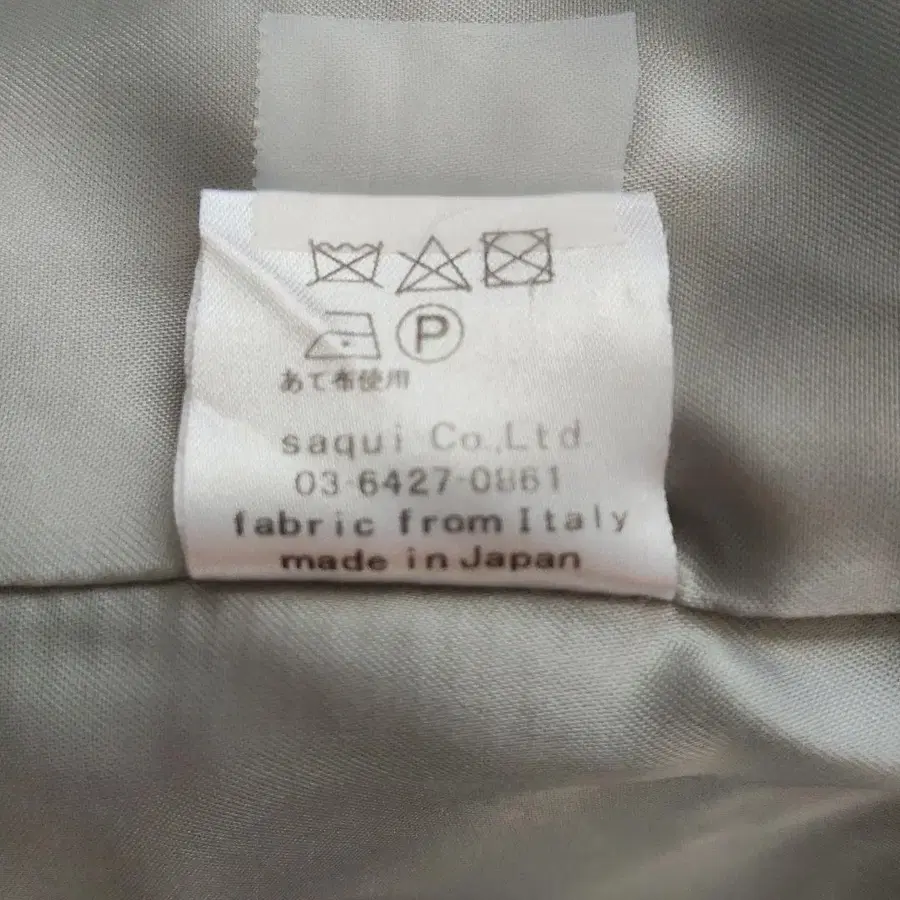 P
あて布使用
saqui Co.,Ltd.
03-6427-0861
fabric from Italy
made in Japan